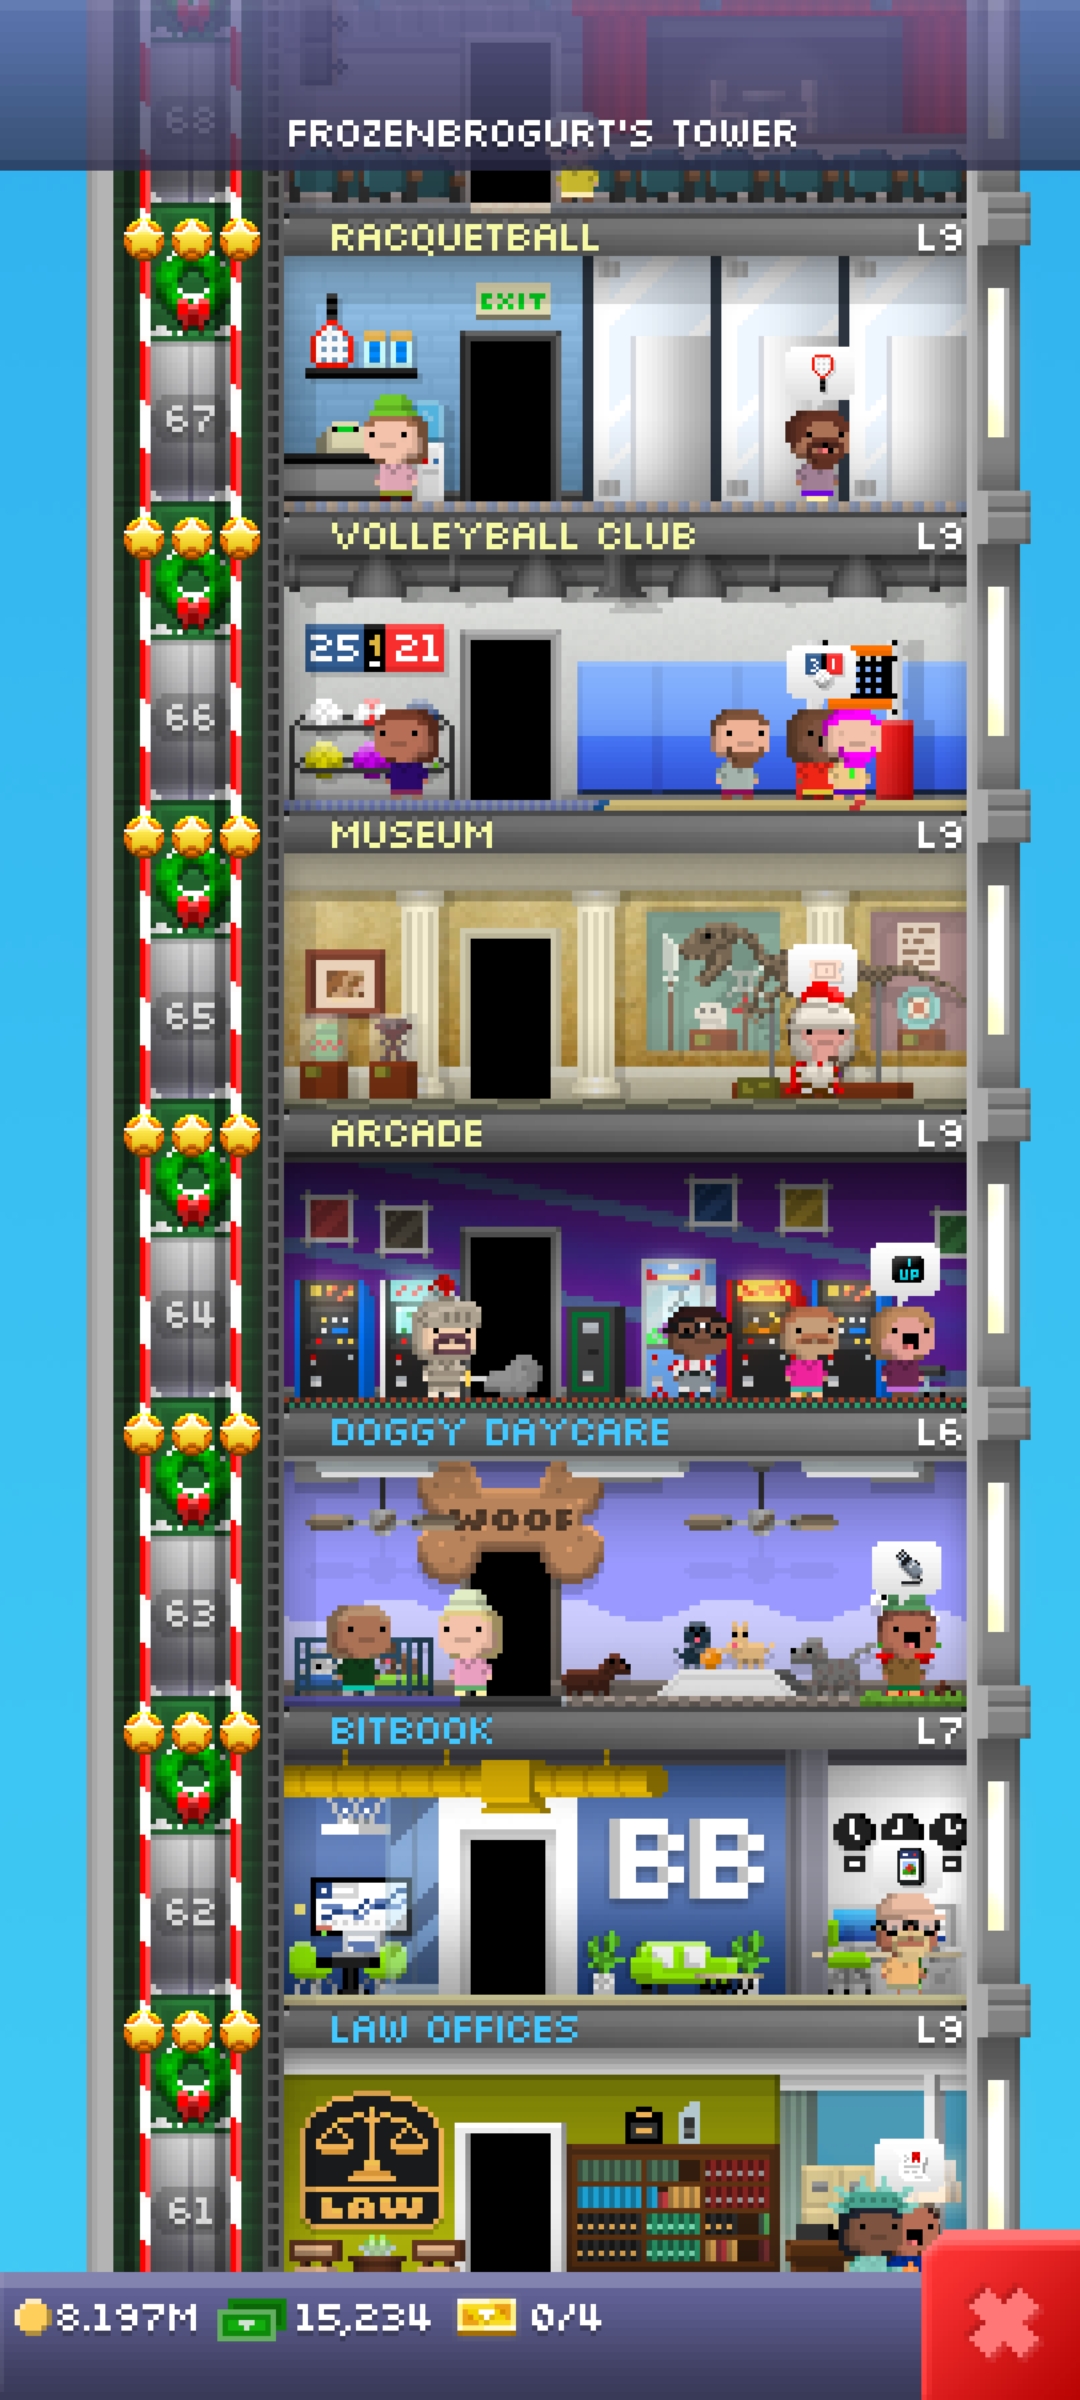 68
FROZENBROGURT'S TOWER
RACQUETBALL L9
EXIT
67
VOLLEYBALL CLUB L9
25 1 21
3 0
66
MUSEUM L9
65
ARCADE L9
UP
64
DOGGY DAYCARE L6
WOOF
63
BITBOOK L7
BB
62
LAW OFFICES L9
LAW
61
8.197M 15,234 0/4